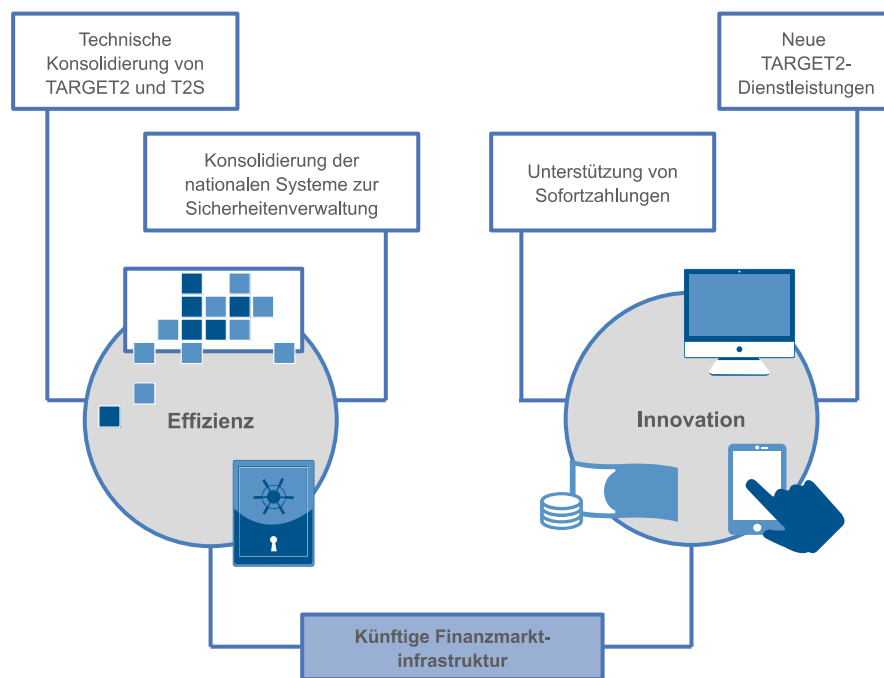 Technische
Konsolidierung von
TARGET2 und T2S
Neue
TARGET2-
Dienstleistungen
Konsolidierung der
nationalen Systeme zur
Sicherheitenverwaltung
Unterstützung von
Sofortzahlungen
Effizienz
Innovation
Künftige Finanzmarkt-
infrastruktur